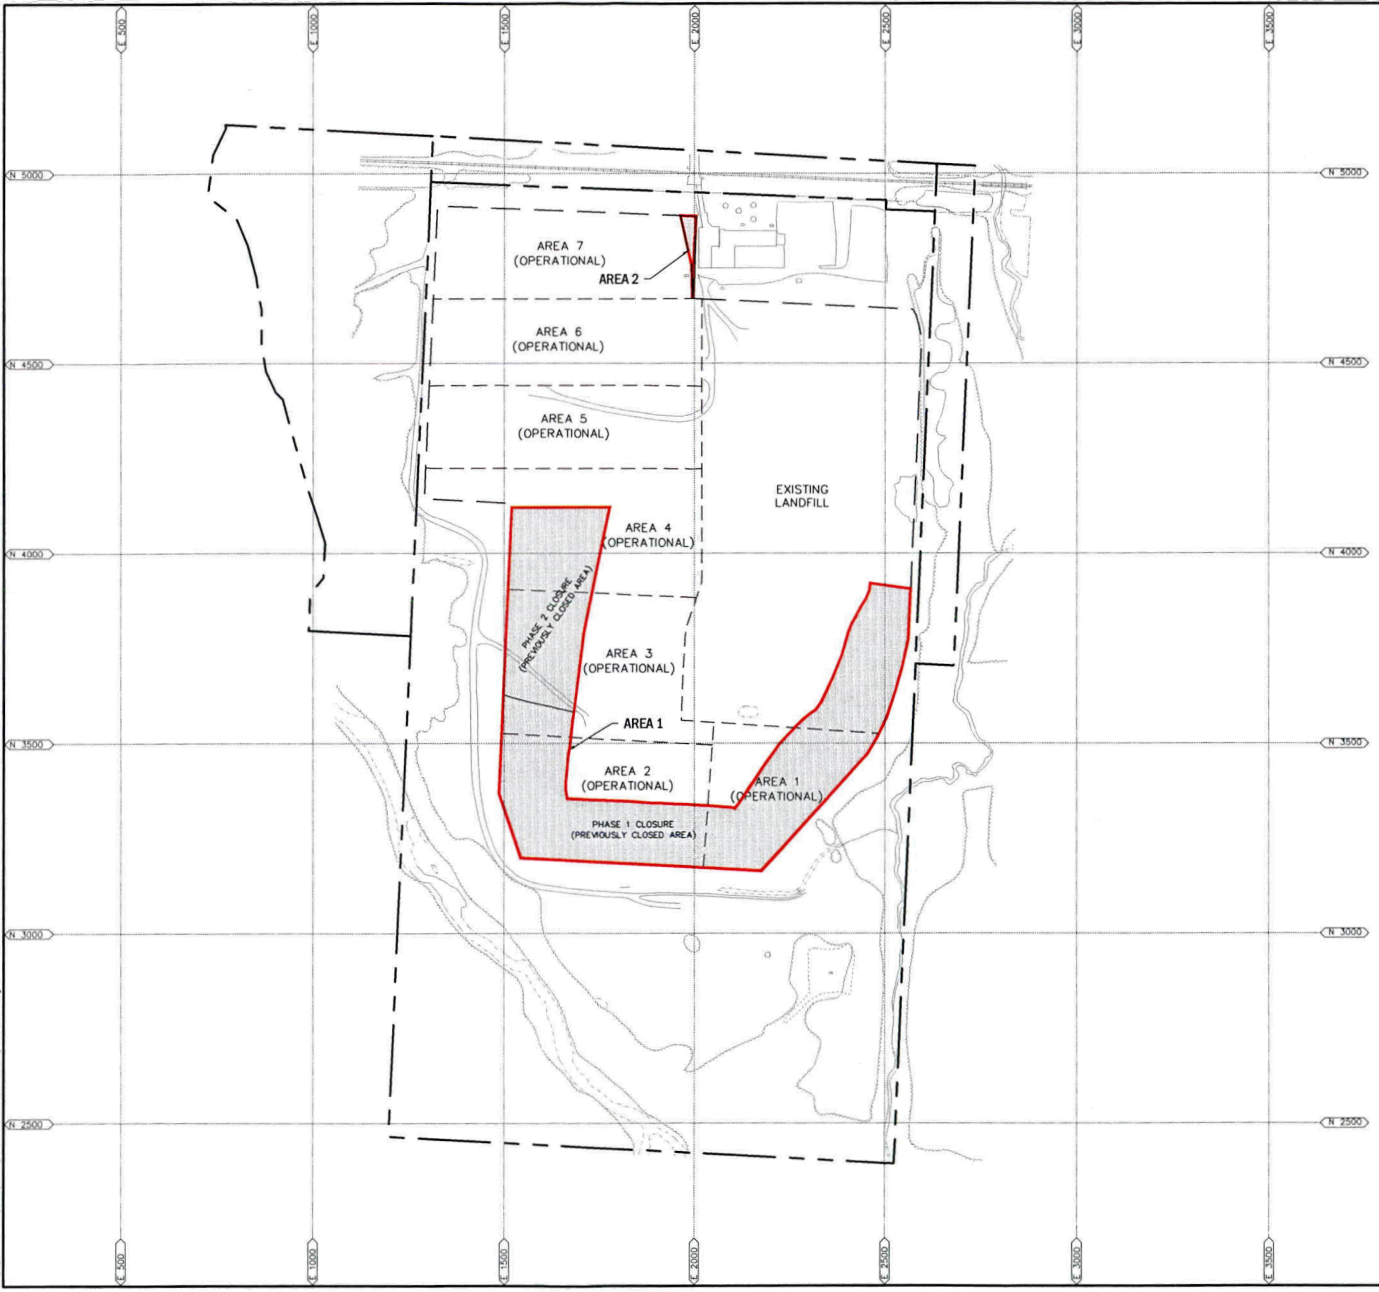 E 500
E 1000
E 1500
E 2000
E 2500
E 3000
E 3500
N 5000
N 5000
AREA 7
(OPERATIONAL)
AREA 2
AREA 6
(OPERATIONAL)
N 4500
N 4500
AREA 5
(OPERATIONAL)
EXISTING
LANDFILL
AREA 4
(OPERATIONAL)
N 4000
N 4000
PHASE 2 CLOSURE
(PREVIOUSLY CLOSED AREA)
AREA 3
(OPERATIONAL)
AREA 1
N 3500
N 3500
AREA 2
(OPERATIONAL)
AREA 1
(OPERATIONAL)
PHASE 1 CLOSURE
(PREVIOUSLY CLOSED AREA)
N 3000
N 3000
N 2500
N 2500
E 500
E 1000
E 1500
E 2000
E 2500
E 3000
E 3500